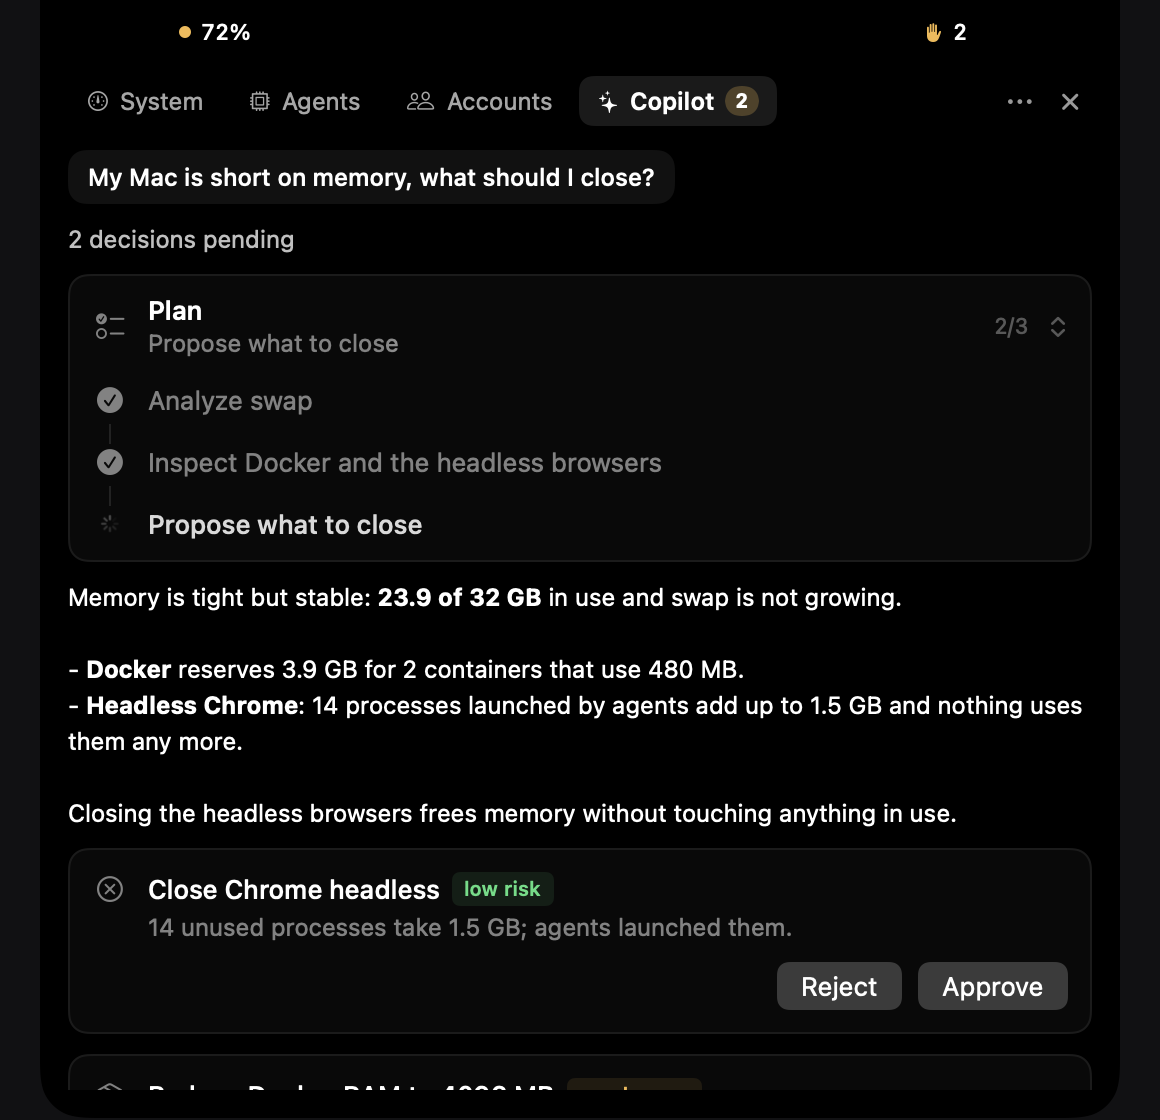 72%
2
System
Agents
Accounts
Copilot 2
My Mac is short on memory, what should I close?
2 decisions pending
Plan
Propose what to close
2/3
Analyze swap
Inspect Docker and the headless browsers
Propose what to close
Memory is tight but stable: 23.9 of 32 GB in use and swap is not growing.
- Docker reserves 3.9 GB for 2 containers that use 480 MB.
- Headless Chrome: 14 processes launched by agents add up to 1.5 GB and nothing uses
them any more.
Closing the headless browsers frees memory without touching anything in use.
Close Chrome headless low risk
14 unused processes take 1.5 GB; agents launched them.
Reject
Approve
Docker RAM to MB